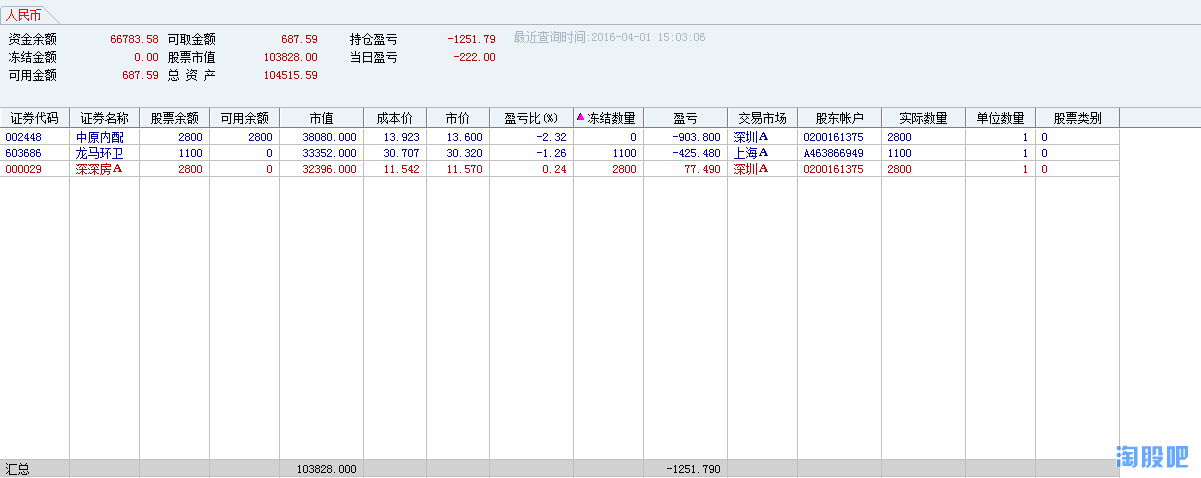 人民币
资金余额 66783.58 可取金额 687.59 持仓盈亏 -1251.79 最近查询时间:2016-04-01 15:03:06
冻结金额 0.00 股票市值 103828.00 当日盈亏 -222.00
可用金额 687.59 总 资 产 104515.59
证券代码 证券名称 股票余额 可用余额 市值 成本价 市价 盈亏比(%) 冻结数量 盈亏 交易市场 股东帐户 实际数量 单位数量 股票类别
002448 中原内配 2800 2800 38080.000 13.923 13.600 -2.32 0 -903.800 深圳A 0200161375 2800 1 0
603686 龙马环卫 1100 0 33352.000 30.707 30.320 -1.26 1100 -425.480 上海A A463866949 1100 1 0
000029 深深房A 2800 0 32396.000 11.542 11.570 0.24 2800 77.490 深圳A 0200161375 2800 1 0
汇总 103828.000 -1251.790
淘股吧